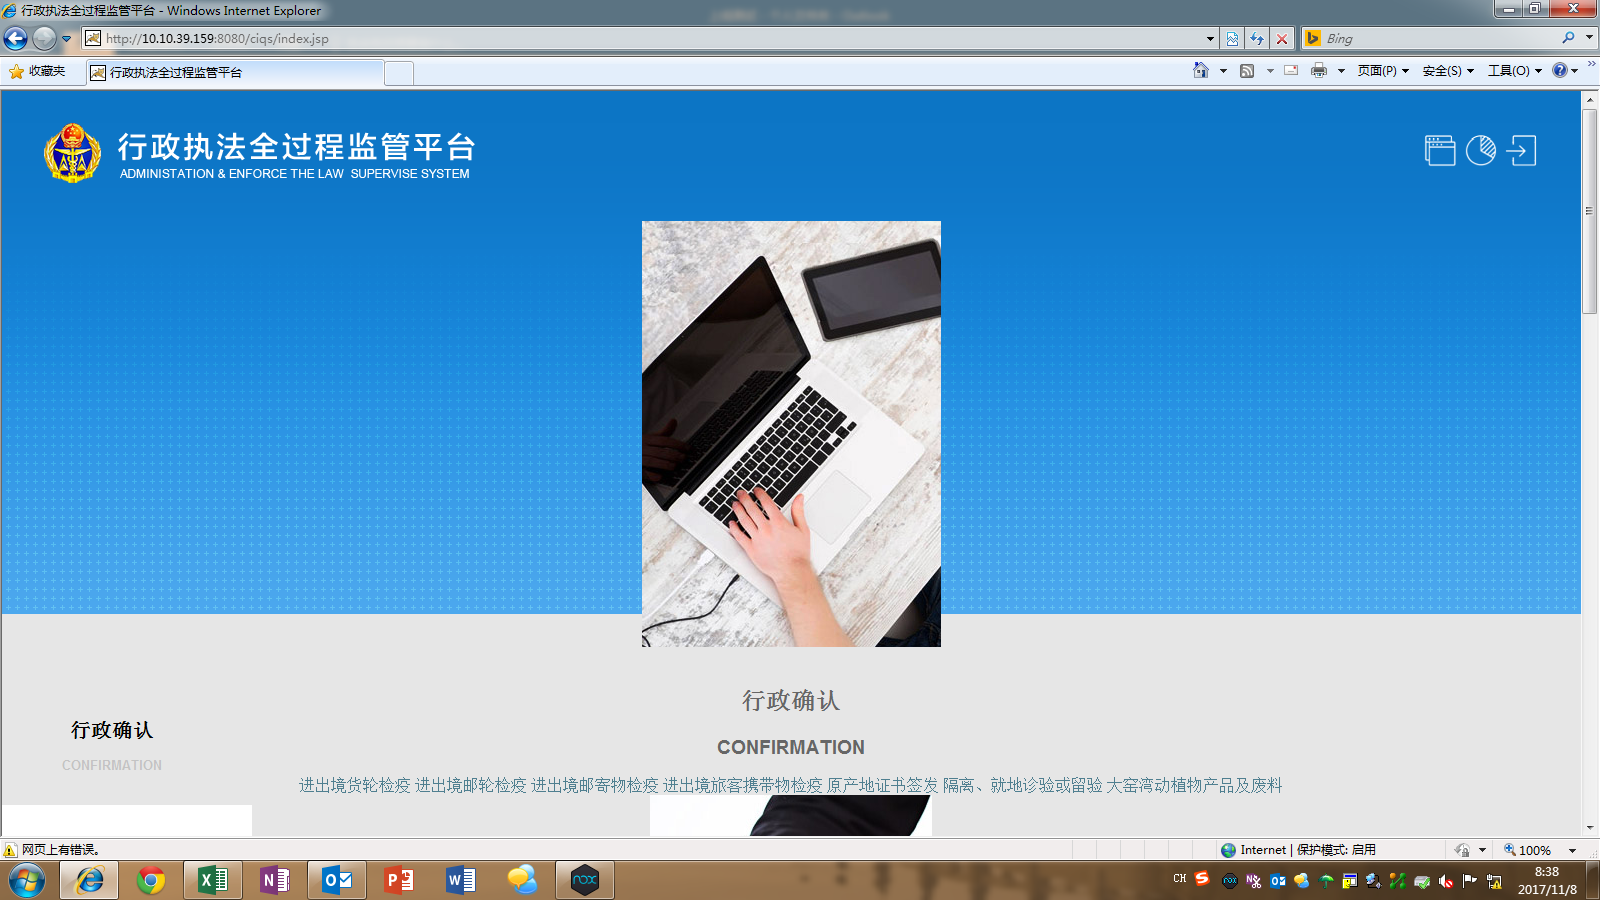 行政执法全过程监管平台 - Windows Internet Explorer
http://10.10.39.159:8080/ciqs/index.jsp
Bing
收藏夹
行政执法全过程监管平台
页面(P)
安全(S)
工具(O)
行政执法全过程监管平台
ADMINISTATION & ENFORCE THE LAW SUPERVISE SYSTEM
行政确认
CONFIRMATION
行政确认
CONFIRMATION
进出境货轮检疫 进出境邮轮检疫 进出境邮寄物检疫 进出境旅客携带物检疫 原产地证书签发 隔离、就地诊验或留验 大窑湾动植物产品及废料
网页上有错误。
Internet | 保护模式: 启用
100%
nox
CH
8:38
2017/11/8